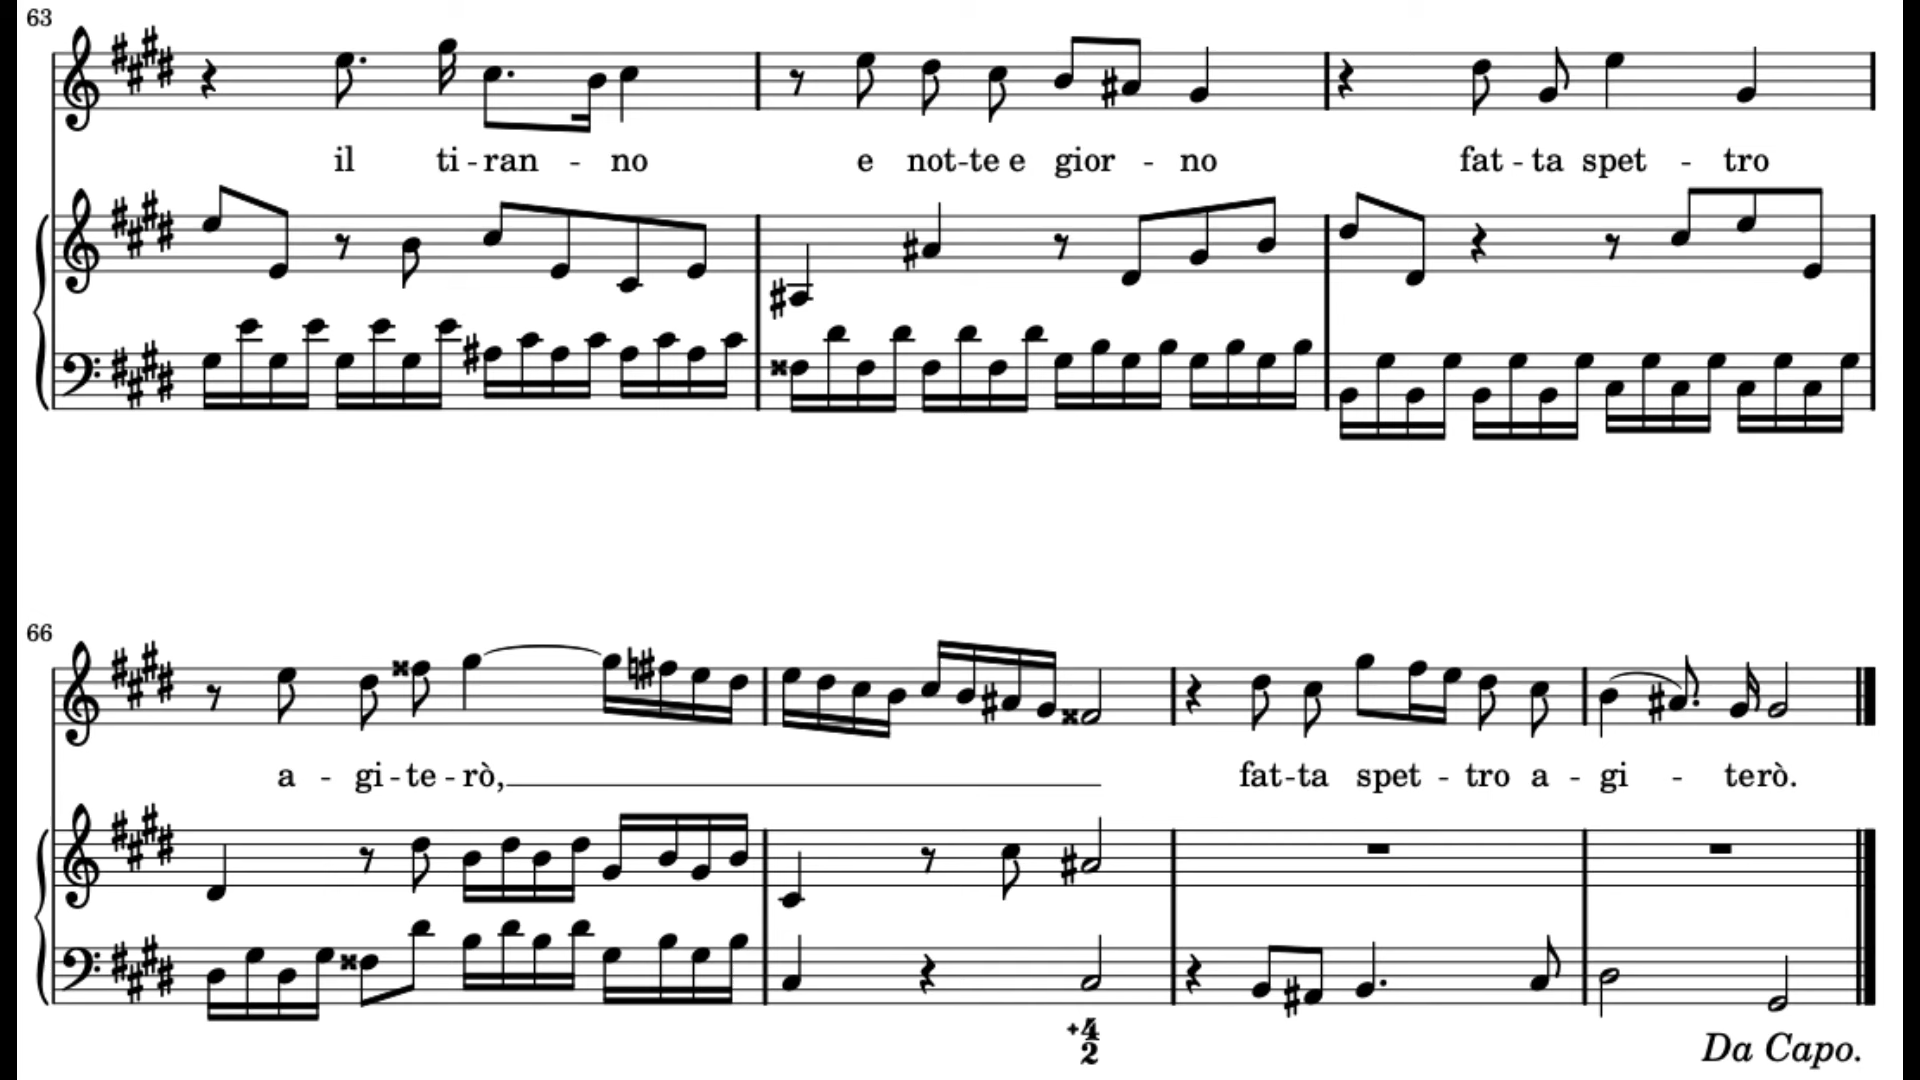 63
il ti - ran - no e not-te e gior - no fat - ta spet - tro
66
a - gi - te - rò, fat-ta spet - tro a - gi - terò.
+4
2
Da Capo.